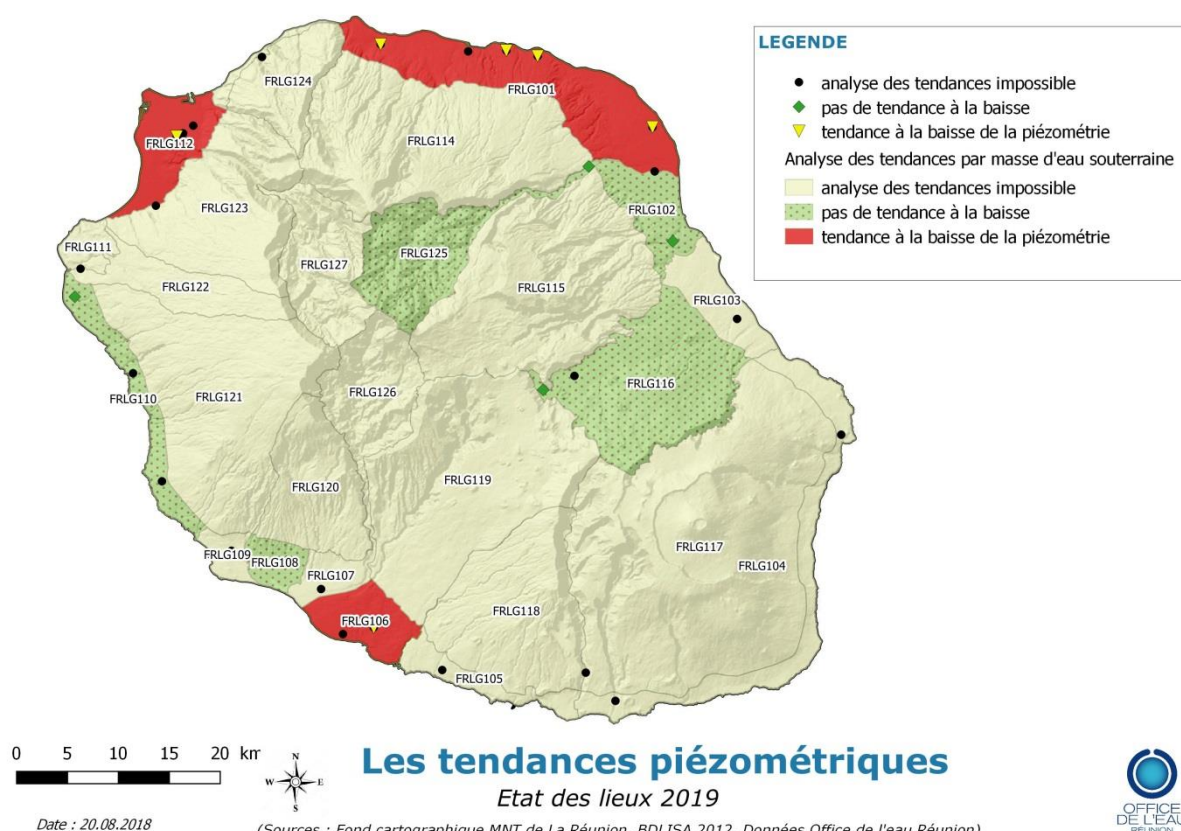 LEGENDE
analyse des tendances impossible
pas de tendance à la baisse
tendance à la baisse de la piézométrie
Analyse des tendances par masse d'eau souterraine
analyse des tendances impossible
pas de tendance à la baisse
tendance à la baisse de la piézométrie
FRLG124
FRLG101
FRLG112
FRLG114
FRLG123
FRLG102
FRLG111
FRLG127
FRLG125
FRLG122
FRLG115
FRLG103
FRLG110
FRLG121
FRLG126
FRLG116
FRLG120
FRLG119
FRLG109
FRLG108
FRLG107
FRLG117
FRLG104
FRLG106
FRLG118
FRLG105
0 5 10 15 20 km
N
W E
S
Les tendances piézométriques
Etat des lieux 2019
Date : 20.08.2018
(Sources : Fond cartographique MNT de La Réunion, BDLISA 2012, Données Office de l'eau Réunion)
OFFICE
DE L'EAU
RÉUNION